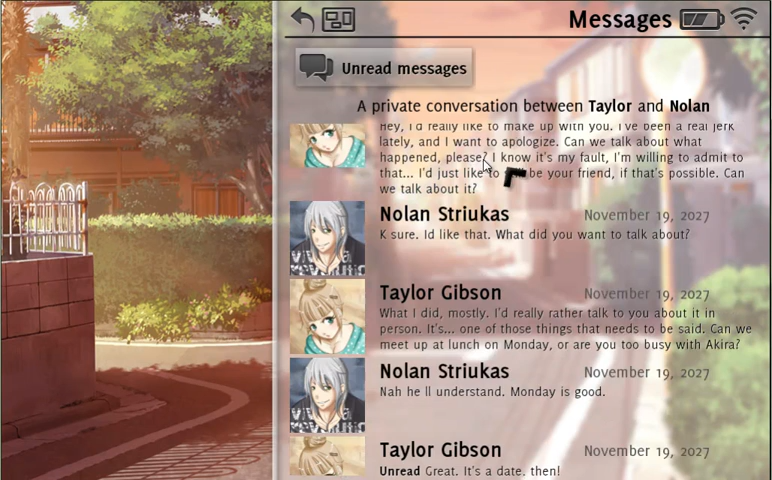 Messages
Unread messages
A private conversation between Taylor and Nolan
Hey, I'd really like to make up with you. I've been a real jerk
lately, and I want to apologize. Can we talk about what
happened, please? I know it's my fault, I'm willing to admit to
that... I'd just like to be your friend, if that's possible. Can
we talk about it?
Nolan Striukas November 19, 2027
K sure. Id like that. What did you want to talk about?
Taylor Gibson November 19, 2027
What I did, mostly. I'd really rather talk to you about it in
person. It's... one of those things that needs to be said. Can we
meet up at lunch on Monday, or are you too busy with Akira?
Nolan Striukas November 19, 2027
Nah he ll understand. Monday is good.
Taylor Gibson November 19, 2027
Unread Great. It's a date, then!